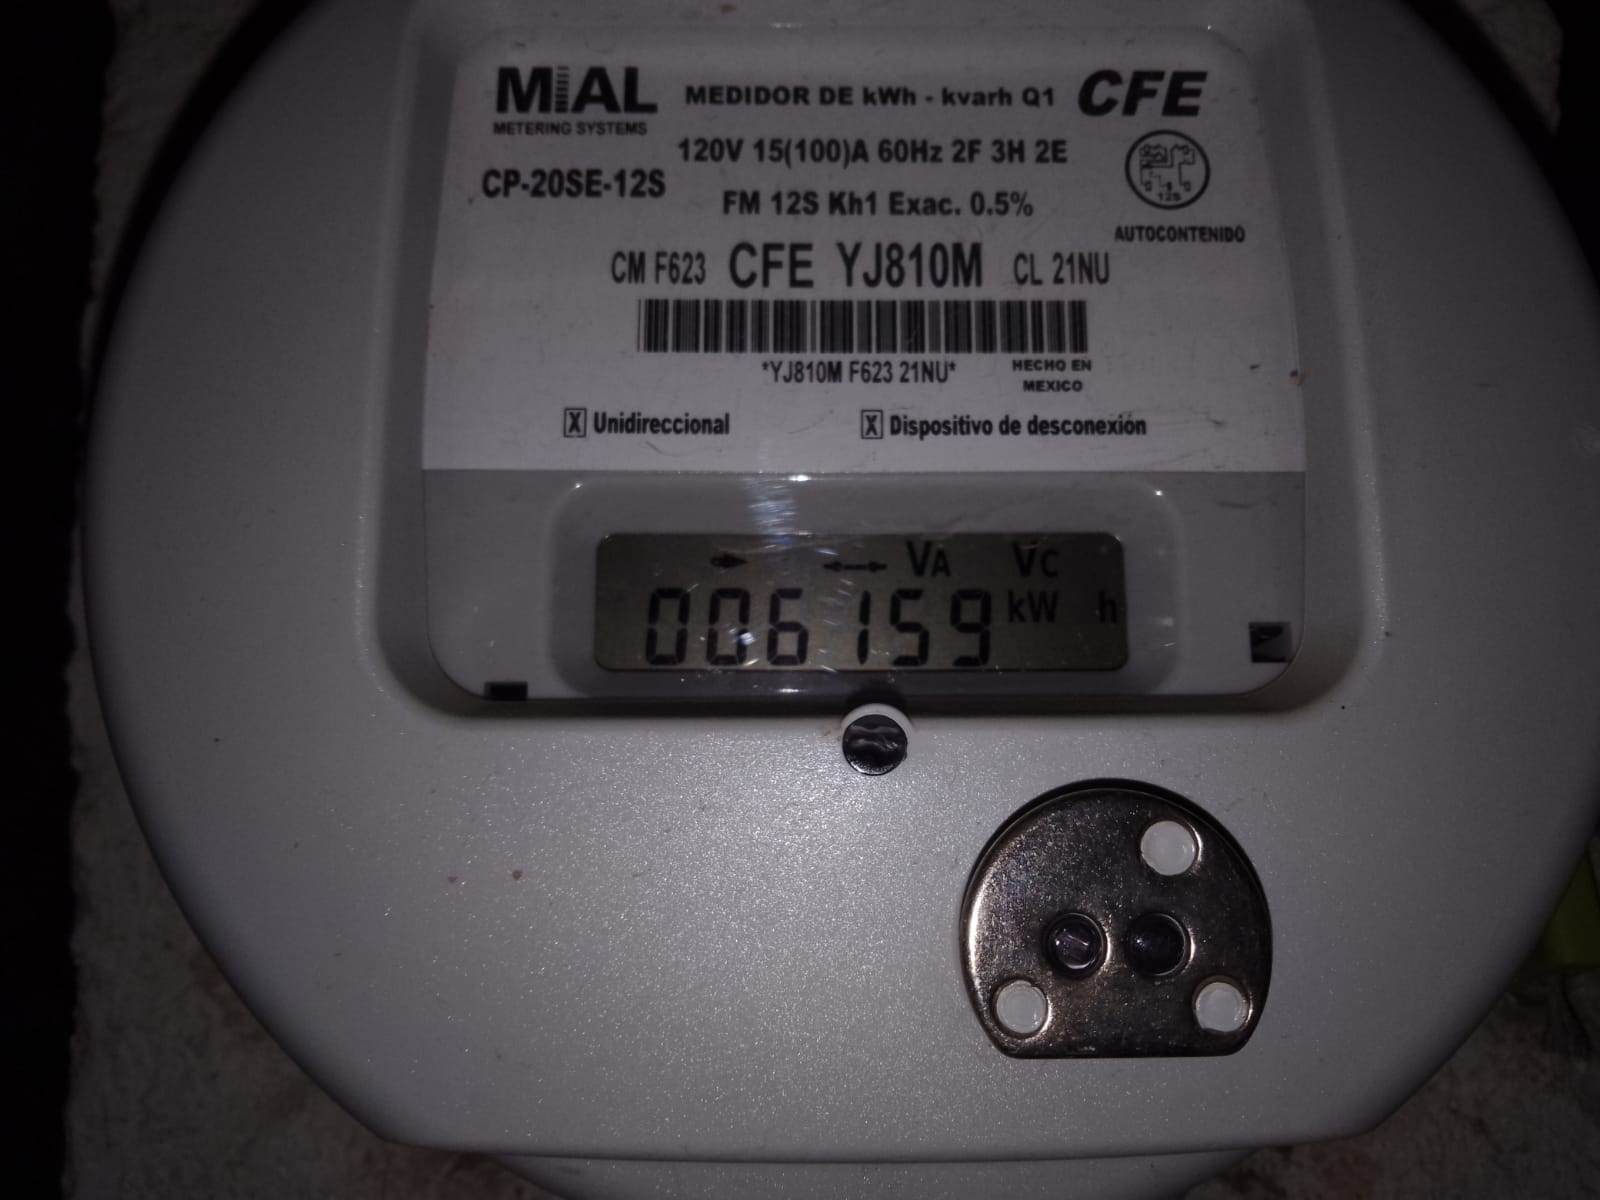 MIAL MEDIDOR DE kWh - kvarh Q1 CFE
METERING SYSTEMS
120V 15(100)A 60Hz 2F 3H 2E
CP-20SE-12S
FM 12S Kh1 Exac. 0.5%
12S
AUTOCONTENIDO
CM F623 CFE YJ810M CL 21NU
*YJ810M F623 21NU*
HECHO EN
MEXICO
X Unidireccional X Dispositivo de desconexión
VA VC
006159 kW h